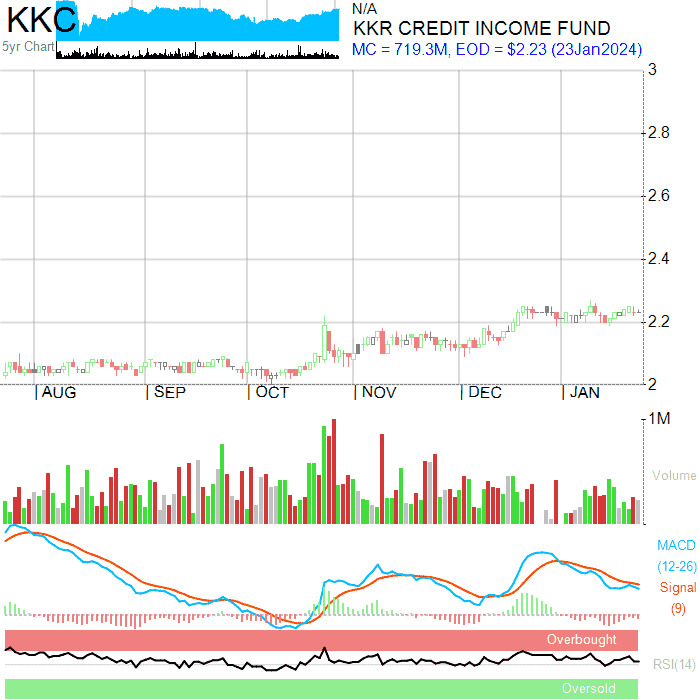 KKC
5yr Chart
N/A
KKR CREDIT INCOME FUND
MC = 719.3M, EOD = $2.23 (23Jan2024)
3
2.8
2.6
2.4
2.2
2
| AUG | SEP | OCT | NOV | DEC | JAN
1M
Volume
MACD
(12-26)
Signal
(9)
Overbought
RSI(14)
Oversold